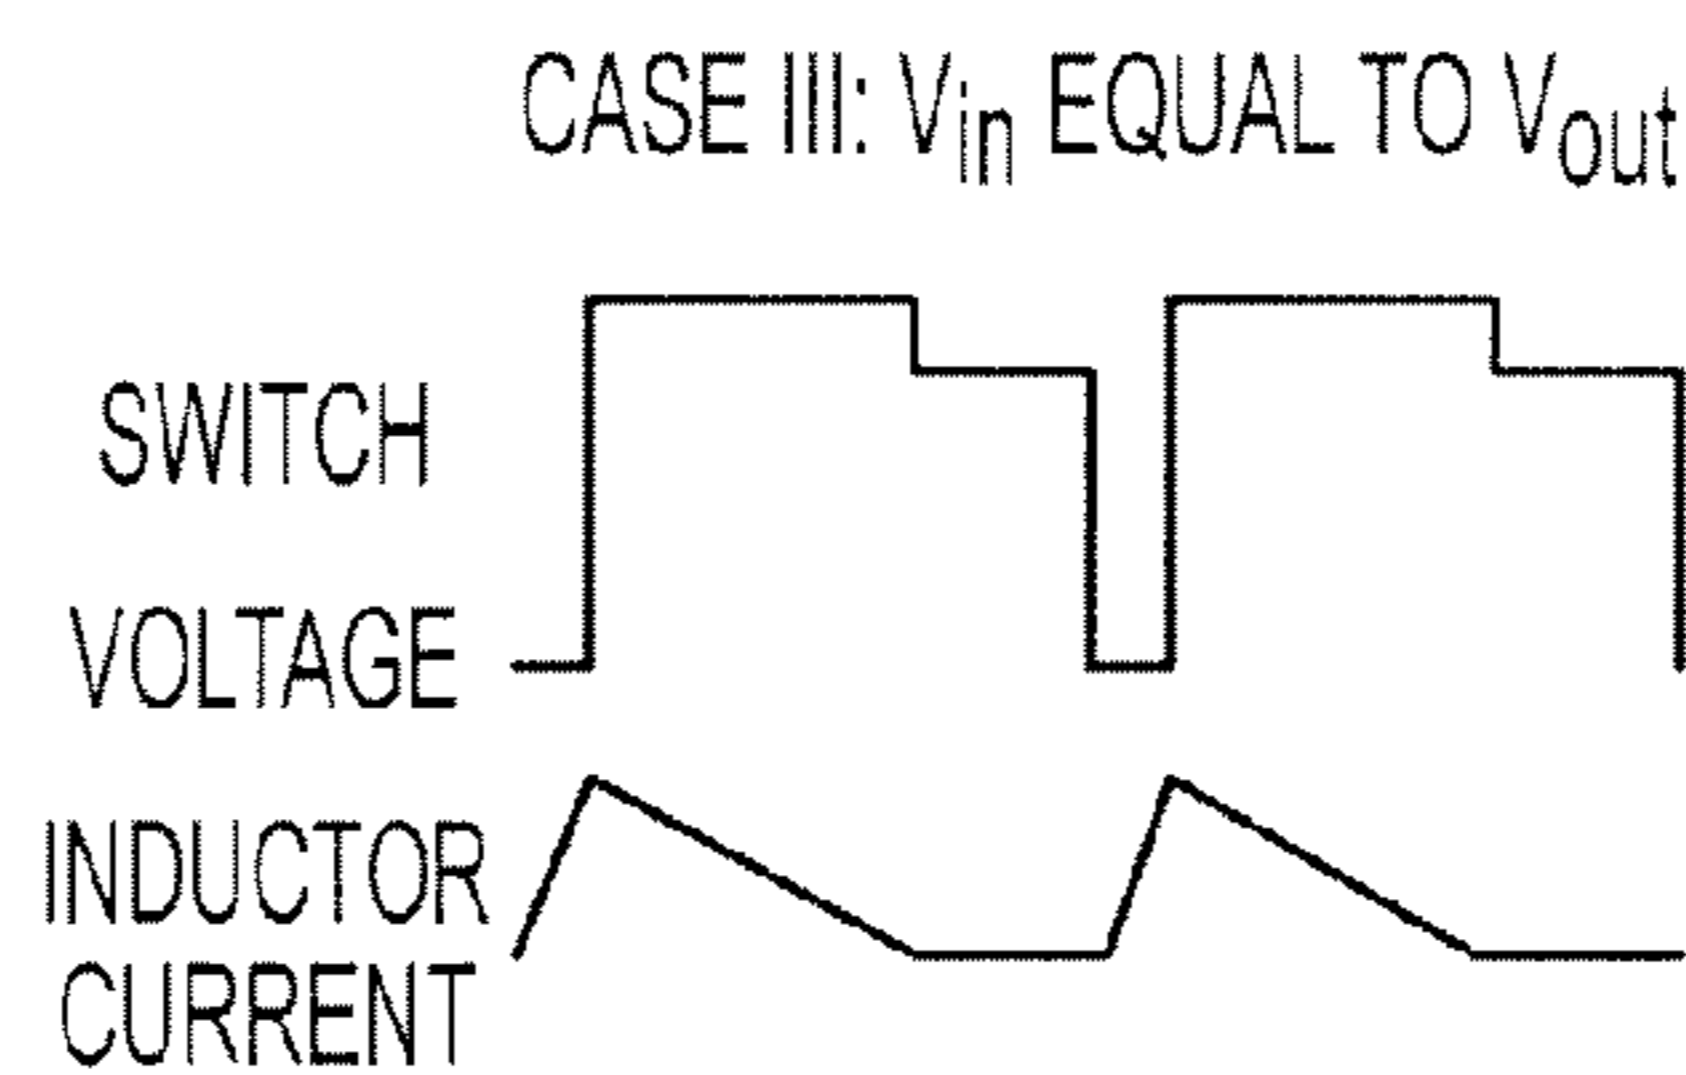 CASE III: Vin EQUAL TO Vout
SWITCH
VOLTAGE
INDUCTOR
CURRENT